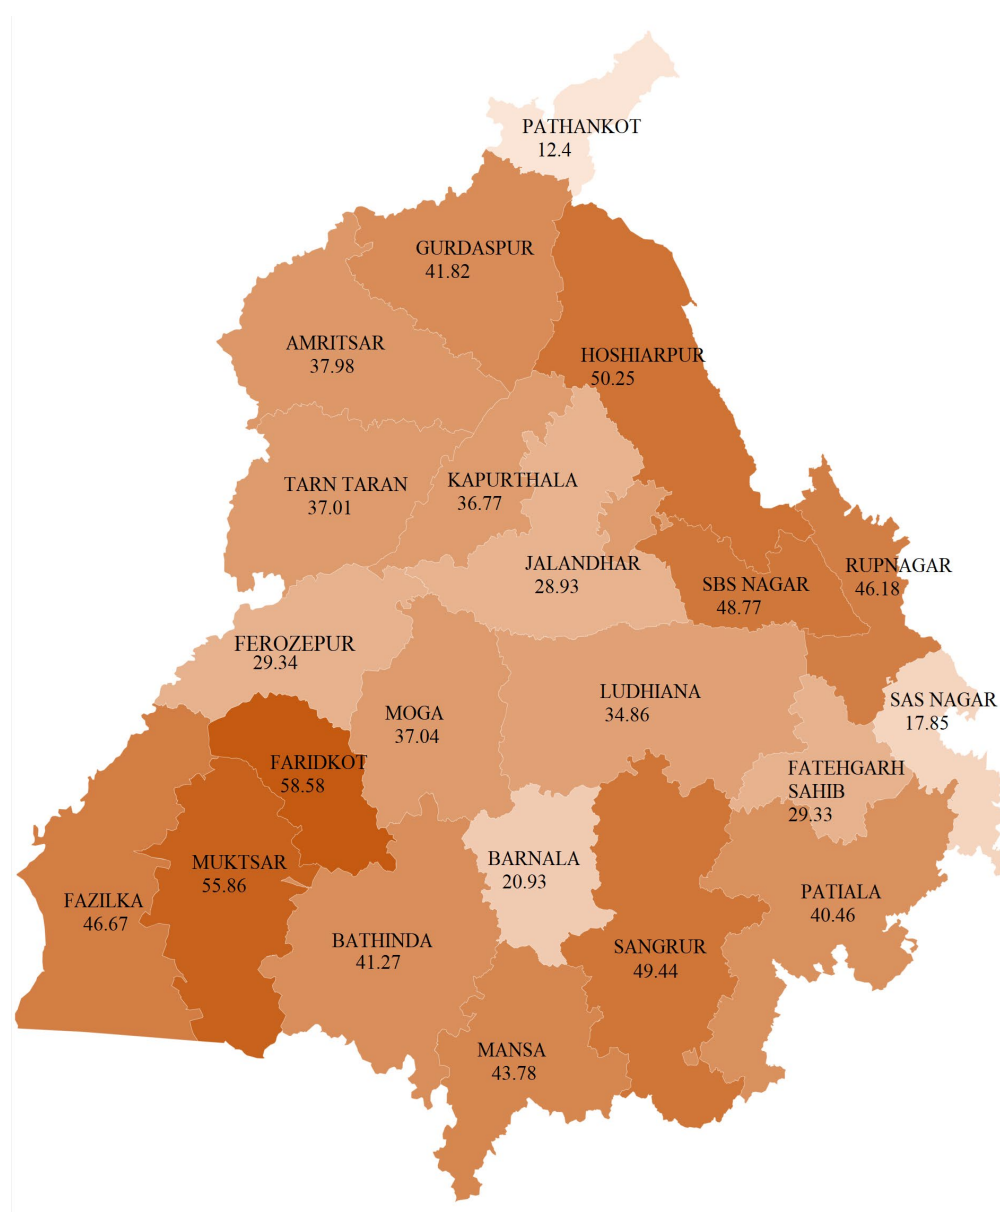 PATHANKOT
12.4
GURDASPUR
41.82
AMRITSAR
37.98
HOSHIARPUR
50.25
TARN TARAN
37.01
KAPURTHALA
36.77
JALANDHAR
28.93
SBS NAGAR
48.77
RUPNAGAR
46.18
FEROZEPUR
29.34
MOGA
37.04
LUDHIANA
34.86
SAS NAGAR
17.85
FARIDKOT
58.58
FATEHGARH
SAHIB
29.33
MUKTSAR
55.86
BARNALA
20.93
FAZILKA
46.67
PATIALA
40.46
BATHINDA
41.27
SANGRUR
49.44
MANSA
43.78